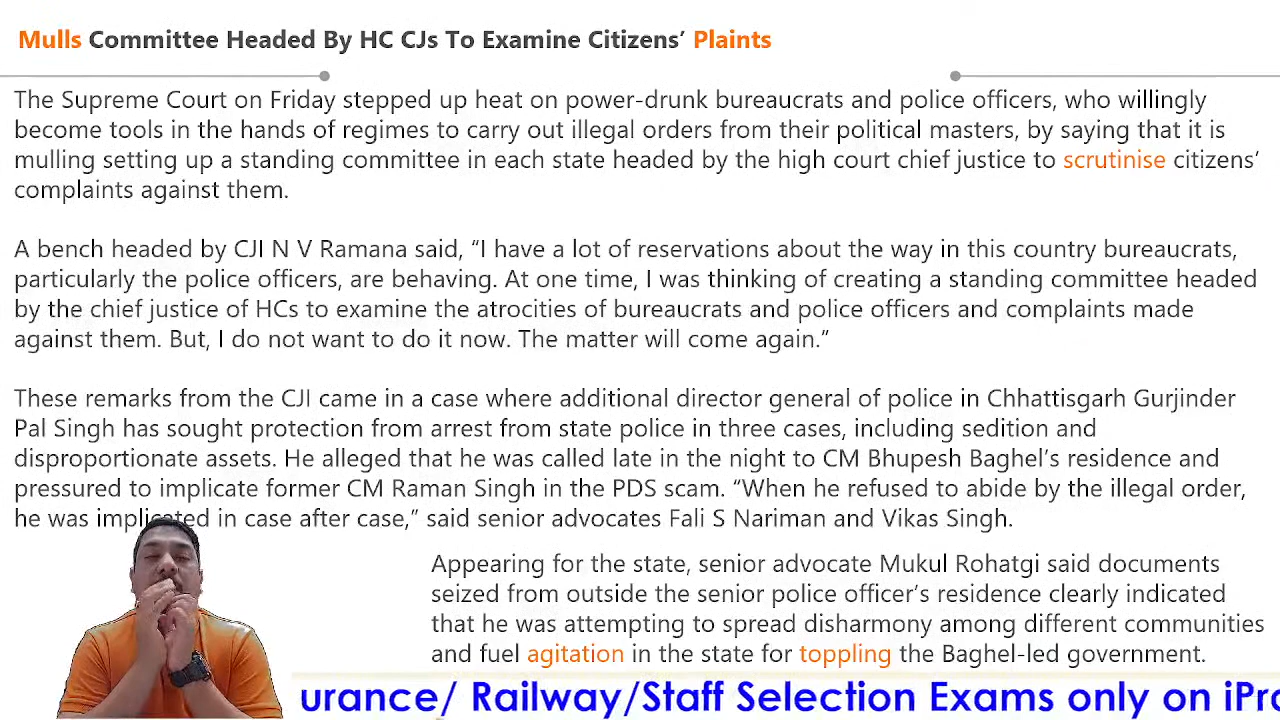 Mulls Committee Headed By HC CJs To Examine Citizens’ Plaints
The Supreme Court on Friday stepped up heat on power-drunk bureaucrats and police officers, who willingly
become tools in the hands of regimes to carry out illegal orders from their political masters, by saying that it is
mulling setting up a standing committee in each state headed by the high court chief justice to scrutinise citizens’
complaints against them.
A bench headed by CJI N V Ramana said, “I have a lot of reservations about the way in this country bureaucrats,
particularly the police officers, are behaving. At one time, I was thinking of creating a standing committee headed
by the chief justice of HCs to examine the atrocities of bureaucrats and police officers and complaints made
against them. But, I do not want to do it now. The matter will come again.”
These remarks from the CJI came in a case where additional director general of police in Chhattisgarh Gurjinder
Pal Singh has sought protection from arrest from state police in three cases, including sedition and
disproportionate assets. He alleged that he was called late in the night to CM Bhupesh Baghel’s residence and
pressured to implicate former CM Raman Singh in the PDS scam. “When he refused to abide by the illegal order,
he was implicated in case after case,” said senior advocates Fali S Nariman and Vikas Singh.
Appearing for the state, senior advocate Mukul Rohatgi said documents
seized from outside the senior police officer’s residence clearly indicated
that he was attempting to spread disharmony among different communities
and fuel agitation in the state for toppling the Baghel-led government.
urance/ Railway/Staff Selection Exams only on iPro